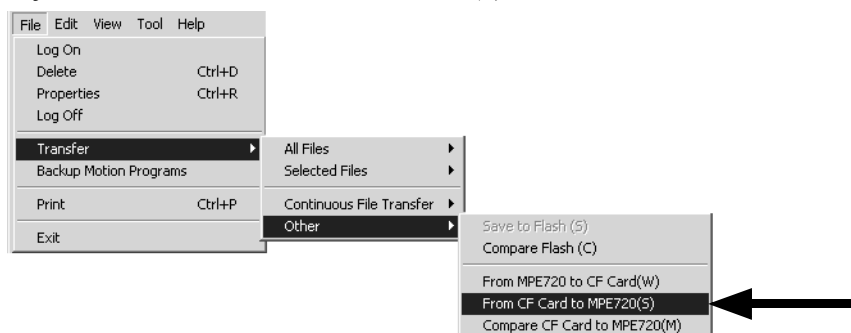 File Edit View Tool Help
Log On
Delete Ctrl+D
Properties Ctrl+R
Log Off
Transfer
Backup Motion Programs
Print Ctrl+P
Exit
All Files
Selected Files
Continuous File Transfer
Other
Save to Flash (S)
Compare Flash (C)
From MPE720 to CF Card(W)
From CF Card to MPE720(S)
Compare CF Card to MPE720(M)